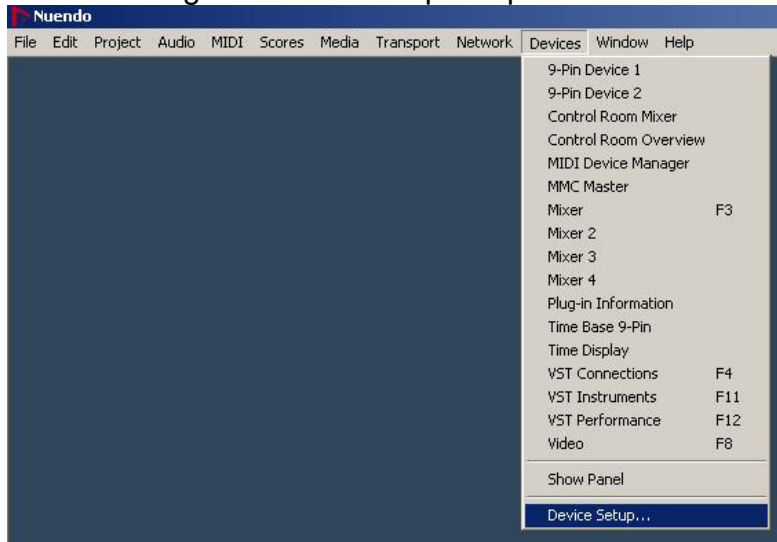 Nuendo
File Edit Project Audio MIDI Scores Media Transport Network Devices Window Help
9-Pin Device 1
9-Pin Device 2
Control Room Mixer
Control Room Overview
MIDI Device Manager
MMC Master
Mixer F3
Mixer 2
Mixer 3
Mixer 4
Plug-in Information
Time Base 9-Pin
Time Display
VST Connections F4
VST Instruments F11
VST Performance F12
Video F8
Show Panel
Device Setup...